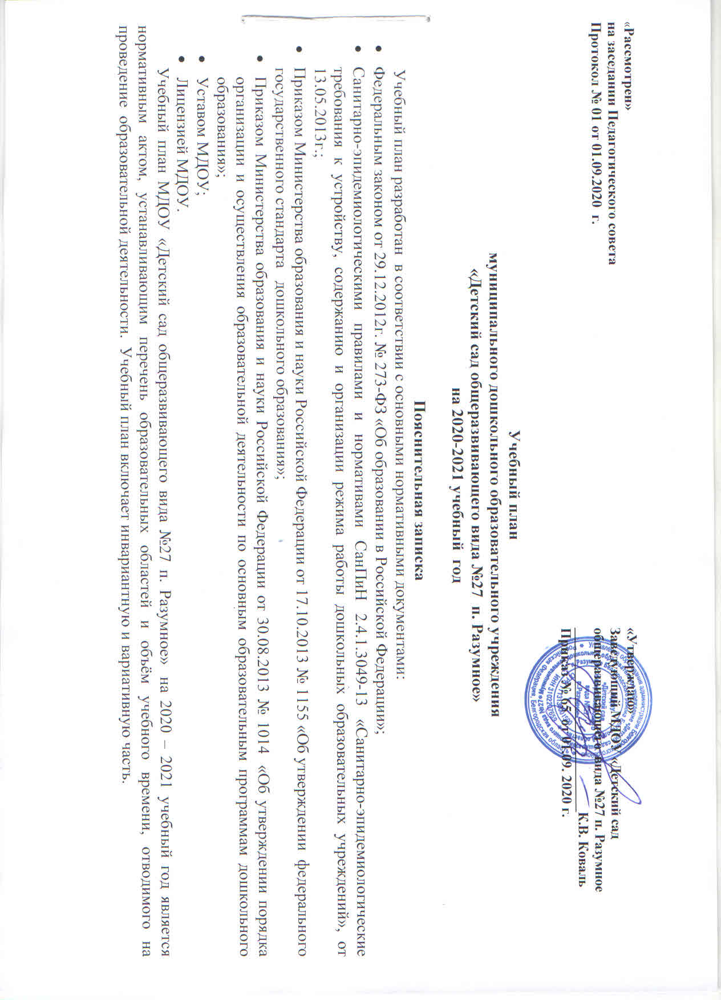 «Рассмотрен»
на заседании Педагогического совета
Протокол № 01 от 01.09.2020 г.
«Утверждаю»
Заведующий МДОУ «Детский сад
общеразвивающего вида №27 п. Разумное
К.В. Коваль
Приказ № 65 от 01.09. 2020 г.
Учебный план
муниципального дошкольного образовательного учреждения
«Детский сад общеразвивающего вида №27 п. Разумное»
на 2020-2021 учебный год
Пояснительная записка
Учебный план разработан в соответствии с основными нормативными документами:
• Федеральным законом от 29.12.2012г. № 273-ФЗ «Об образовании в Российской Федерации»;
• Санитарно-эпидемиологическими правилами и нормативами СанПиН 2.4.1.3049-13 «Санитарно-эпидемиологические
требования к устройству, содержанию и организации режима работы дошкольных образовательных учреждений», от
13.05.2013г.;
• Приказом Министерства образования и науки Российской Федерации от 17.10.2013 № 1155 «Об утверждении федерального
государственного стандарта дошкольного образования»;
• Приказом Министерства образования и науки Российской Федерации от 30.08.2013 № 1014 «Об утверждении порядка
организации и осуществления образовательной деятельности по основным образовательным программам дошкольного
образования»;
• Уставом МДОУ;
• Лицензией МДОУ.
Учебный план МДОУ «Детский сад общеразвивающего вида №27 п. Разумное» на 2020 – 2021 учебный год является
нормативным актом, устанавливающим перечень образовательных областей и объём учебного времени, отводимого на
проведение образовательной деятельности. Учебный план включает инвариантную и вариативную часть.